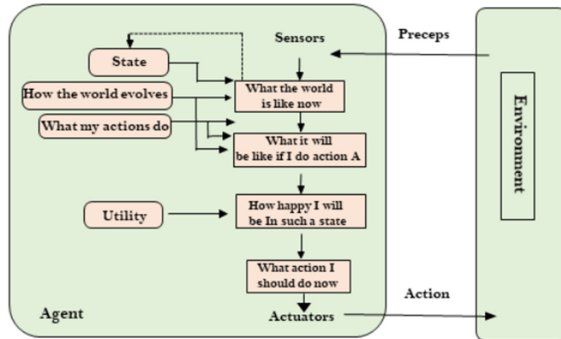 Sensors
Preceps
State
How the world evolves
What my actions do
What the world
is like now
What it will
be like if I do action A
How happy I will
be In such a state
Utility
What action I
should do now
Agent
Actuators
Action
Environment